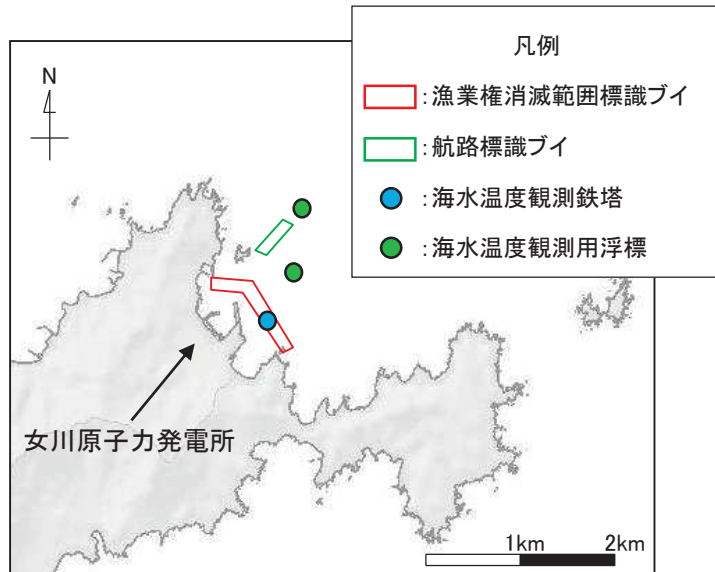 凡例
:漁業権消滅範囲標識ブイ
:航路標識ブイ
:海水温度観測鉄塔
:海水温度観測用浮標
N
女川原子力発電所
1km
2km